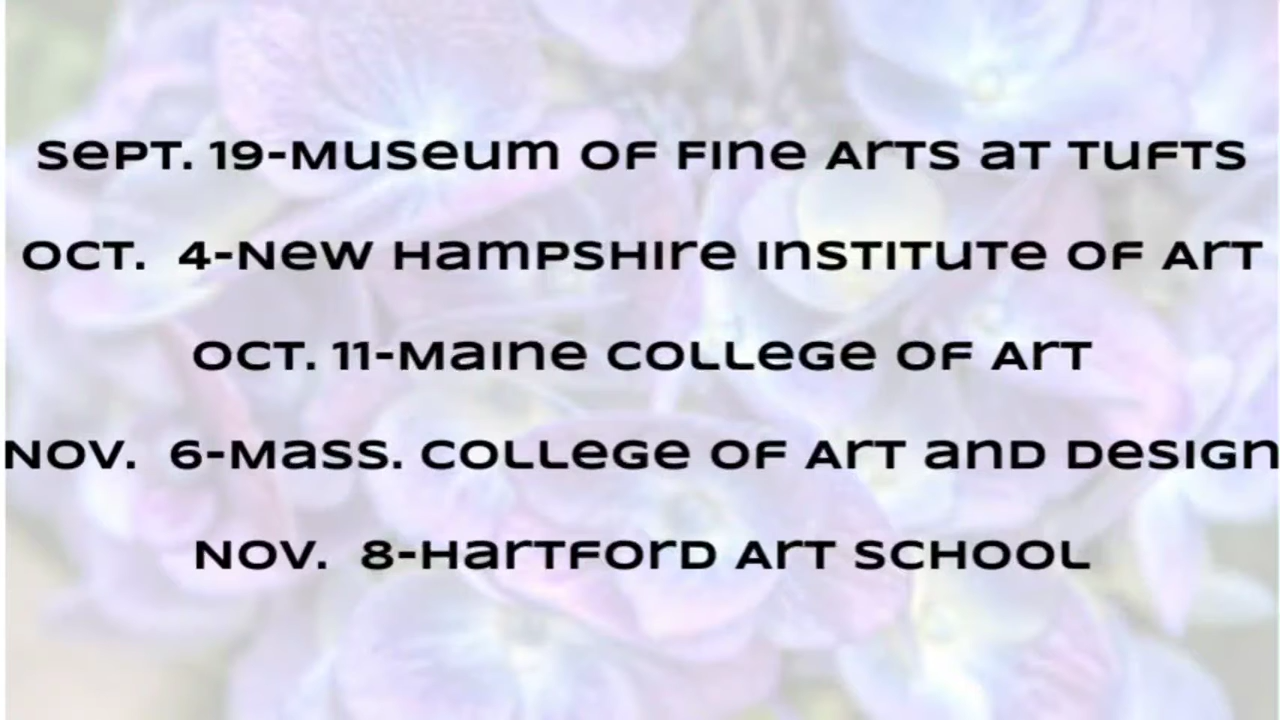 Sept. 19-Museum of Fine Arts at Tufts
Oct.  4-New Hampshire Institute of Art
Oct. 11-Maine College of Art
Nov.  6-Mass. College of Art and Design
Nov.  8-Hartford Art School